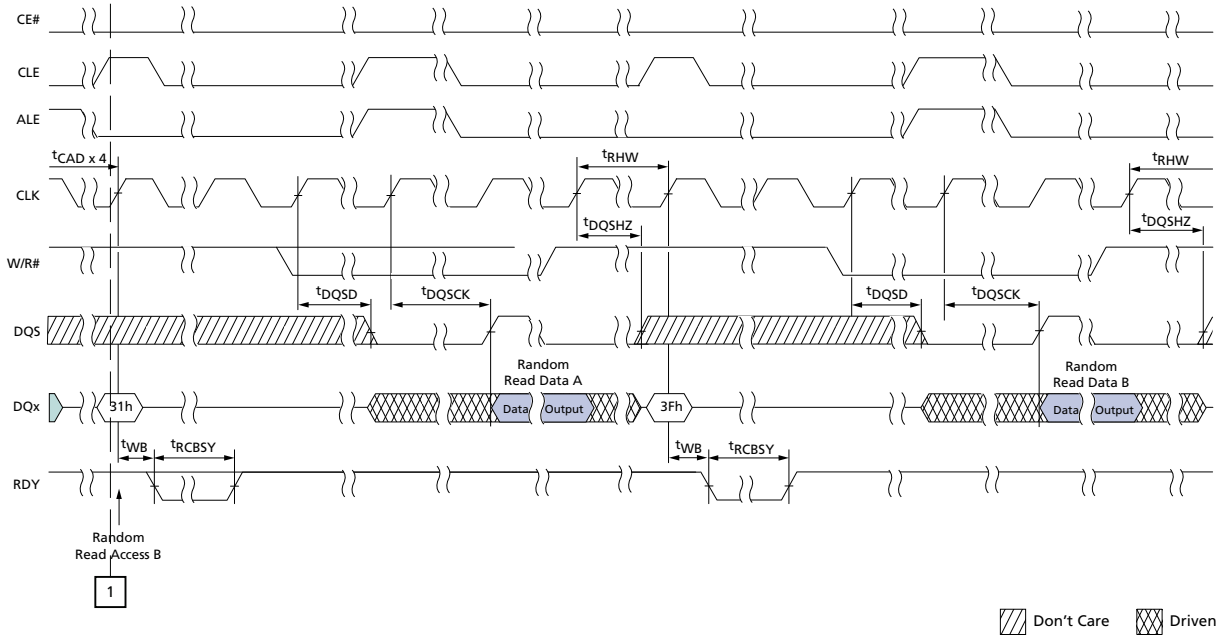 CE#
CLE
ALE
tCAD x 4
tRHW
tRHW
CLK
tDQSHZ
tDQSHZ
W/R#
tDQSD
tDQSCK
tDQSD
tDQSCK
DQS
Random
Read Data A
Random
Read Data B
DQx
31h
Data
Output
3Fh
Data
Output
tWB
tRCBSY
tWB
tRCBSY
RDY
Random
Read Access B
1
Don't Care
Driven